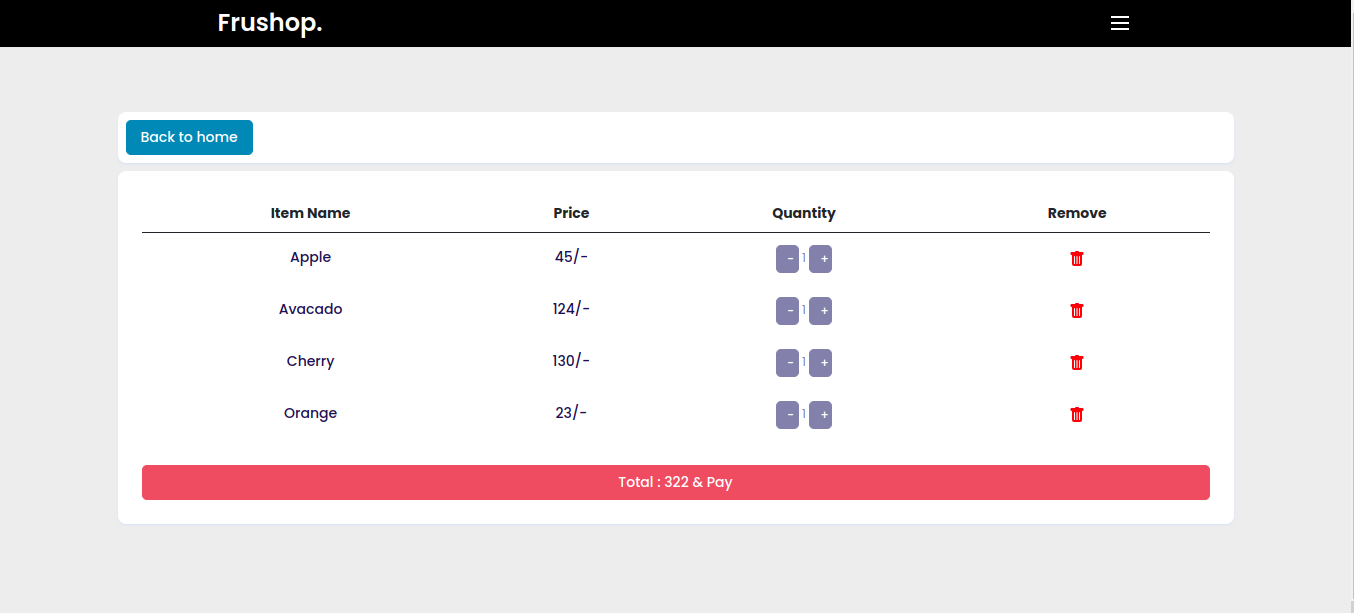 Frushop.
Back to home
Item Name Price Quantity Remove
Apple 45/- - 1 +
Avacado 124/- - 1 +
Cherry 130/- - 1 +
Orange 23/- - 1 +
Total : 322 & Pay